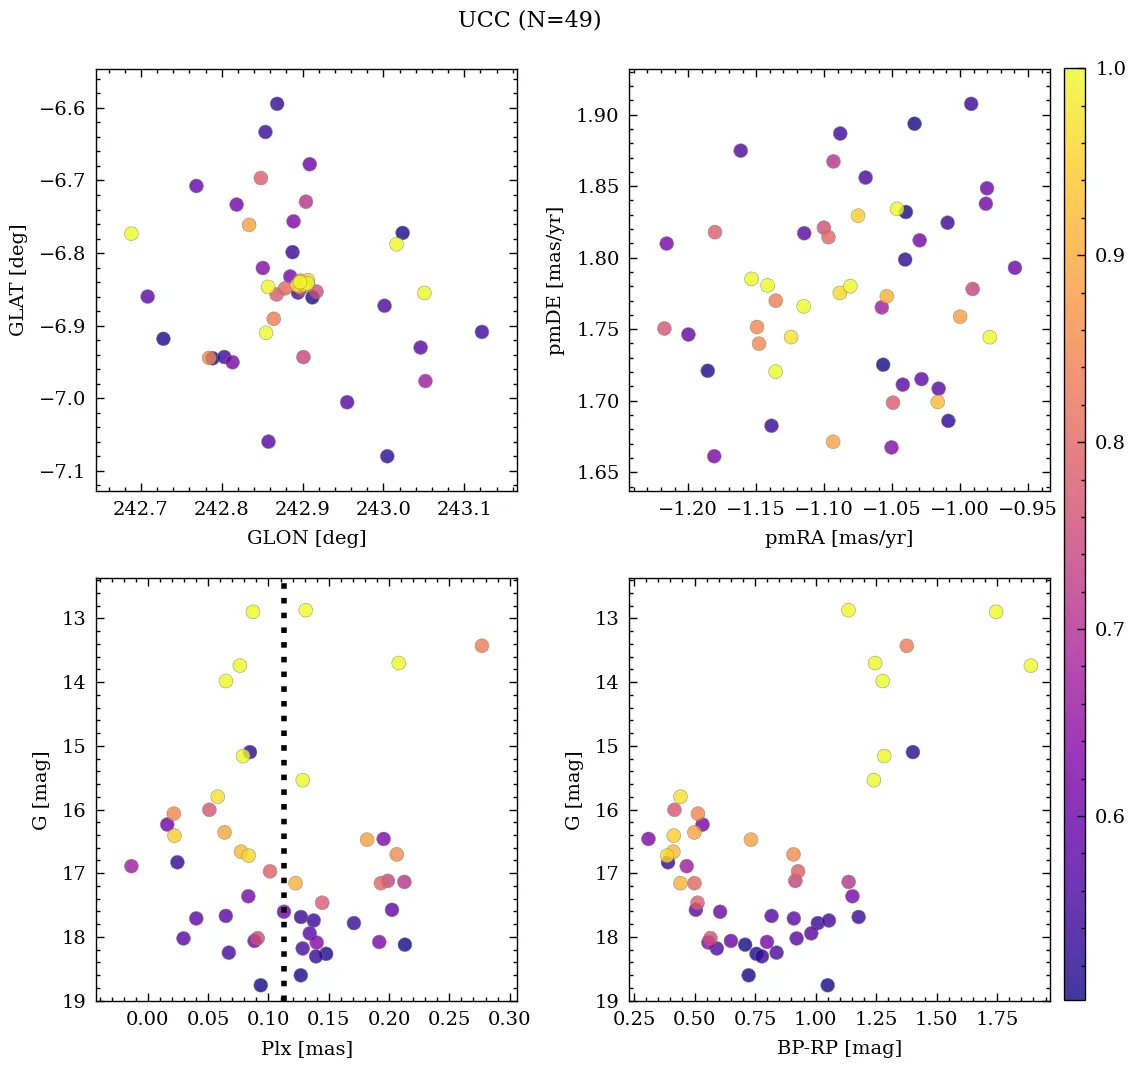 UCC (N=49)
−6.6
−6.7
−6.8
−6.9
−7.0
−7.1
GLAT [deg]
242.7 242.8 242.9 243.0 243.1
GLON [deg]
1.90
1.85
1.80
1.75
1.70
1.65
pmDE [mas/yr]
−1.20 −1.15 −1.10 −1.05 −1.00 −0.95
pmRA [mas/yr]
1.0
0.9
0.8
0.7
0.6
13
14
15
16
17
18
19
G [mag]
0.00 0.05 0.10 0.15 0.20 0.25 0.30
Plx [mas]
13
14
15
16
17
18
19
G [mag]
0.25 0.50 0.75 1.00 1.25 1.50 1.75
BP-RP [mag]